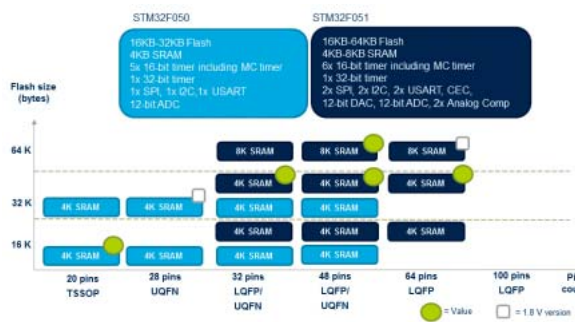 STM32F050
STM32F051
16KB-32KB Flash
4KB SRAM
5x 16-bit timer including MC timer
1x 32-bit timer
1x SPI, 1x I2C,1x USART
12-bit ADC
16KB-64KB Flash
4KB-8KB SRAM
6x 16-bit timer including MC timer
1x 32-bit timer
2x SPI, 2x I2C, 2x USART, CEC,
12-bit DAC, 12-bit ADC, 2x Analog Comp
Flash size
(bytes)
64 K
8K SRAM
8K SRAM
8K SRAM
4K SRAM
4K SRAM
4K SRAM
32 K
4K SRAM
4K SRAM
4K SRAM
4K SRAM
4K SRAM
4K SRAM
4K SRAM
16 K
4K SRAM
4K SRAM
4K SRAM
4K SRAM
20 pins
TSSOP
28 pins
UQFN
32 pins
LQFP/
UQFN
48 pins
LQFP/
UQFN
64 pins
LQFP
100 pins
LQFP
= Value
= 1.8 V version